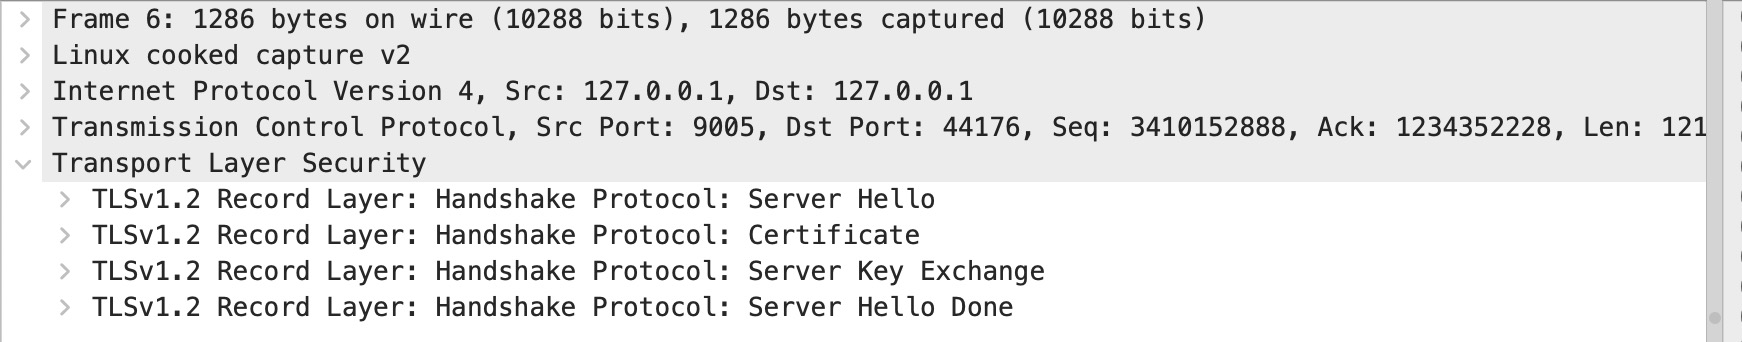 Frame 6: 1286 bytes on wire (10288 bits), 1286 bytes captured (10288 bits)
Linux cooked capture v2
Internet Protocol Version 4, Src: 127.0.0.1, Dst: 127.0.0.1
Transmission Control Protocol, Src Port: 9005, Dst Port: 44176, Seq: 3410152888, Ack: 1234352228, Len: 121
Transport Layer Security
TLSv1.2 Record Layer: Handshake Protocol: Server Hello
TLSv1.2 Record Layer: Handshake Protocol: Certificate
TLSv1.2 Record Layer: Handshake Protocol: Server Key Exchange
TLSv1.2 Record Layer: Handshake Protocol: Server Hello Done